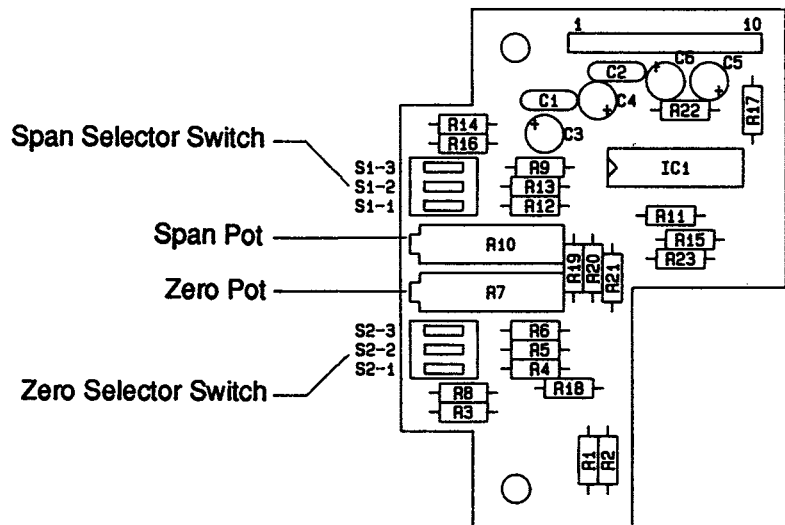 1 10
C6 C5
C2
C1 C4
R22 R17
R14
R16 C3
Span Selector Switch
S1-3 R9 IC1
S1-2 R13
S1-1 R12
R11
Span Pot R10 R15
R19 R20 R21 R23
Zero Pot R7
S2-3 R6
S2-2 R5
S2-1 R4
Zero Selector Switch R8 R18
R3
R1 R2